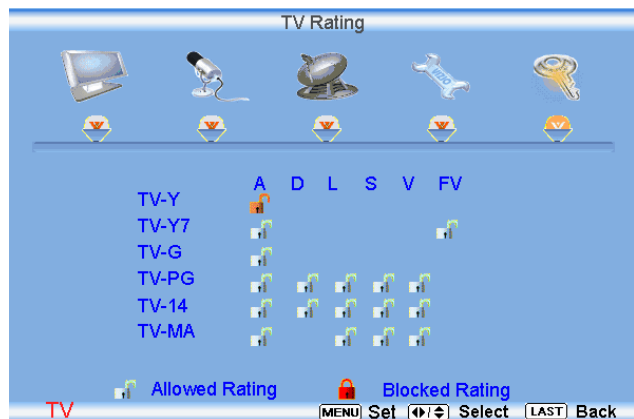 TV Rating
A D L S V FV
TV-Y
TV-Y7
TV-G
TV-PG
TV-14
TV-MA
Allowed Rating Blocked Rating
TV MENU Set Select LAST Back